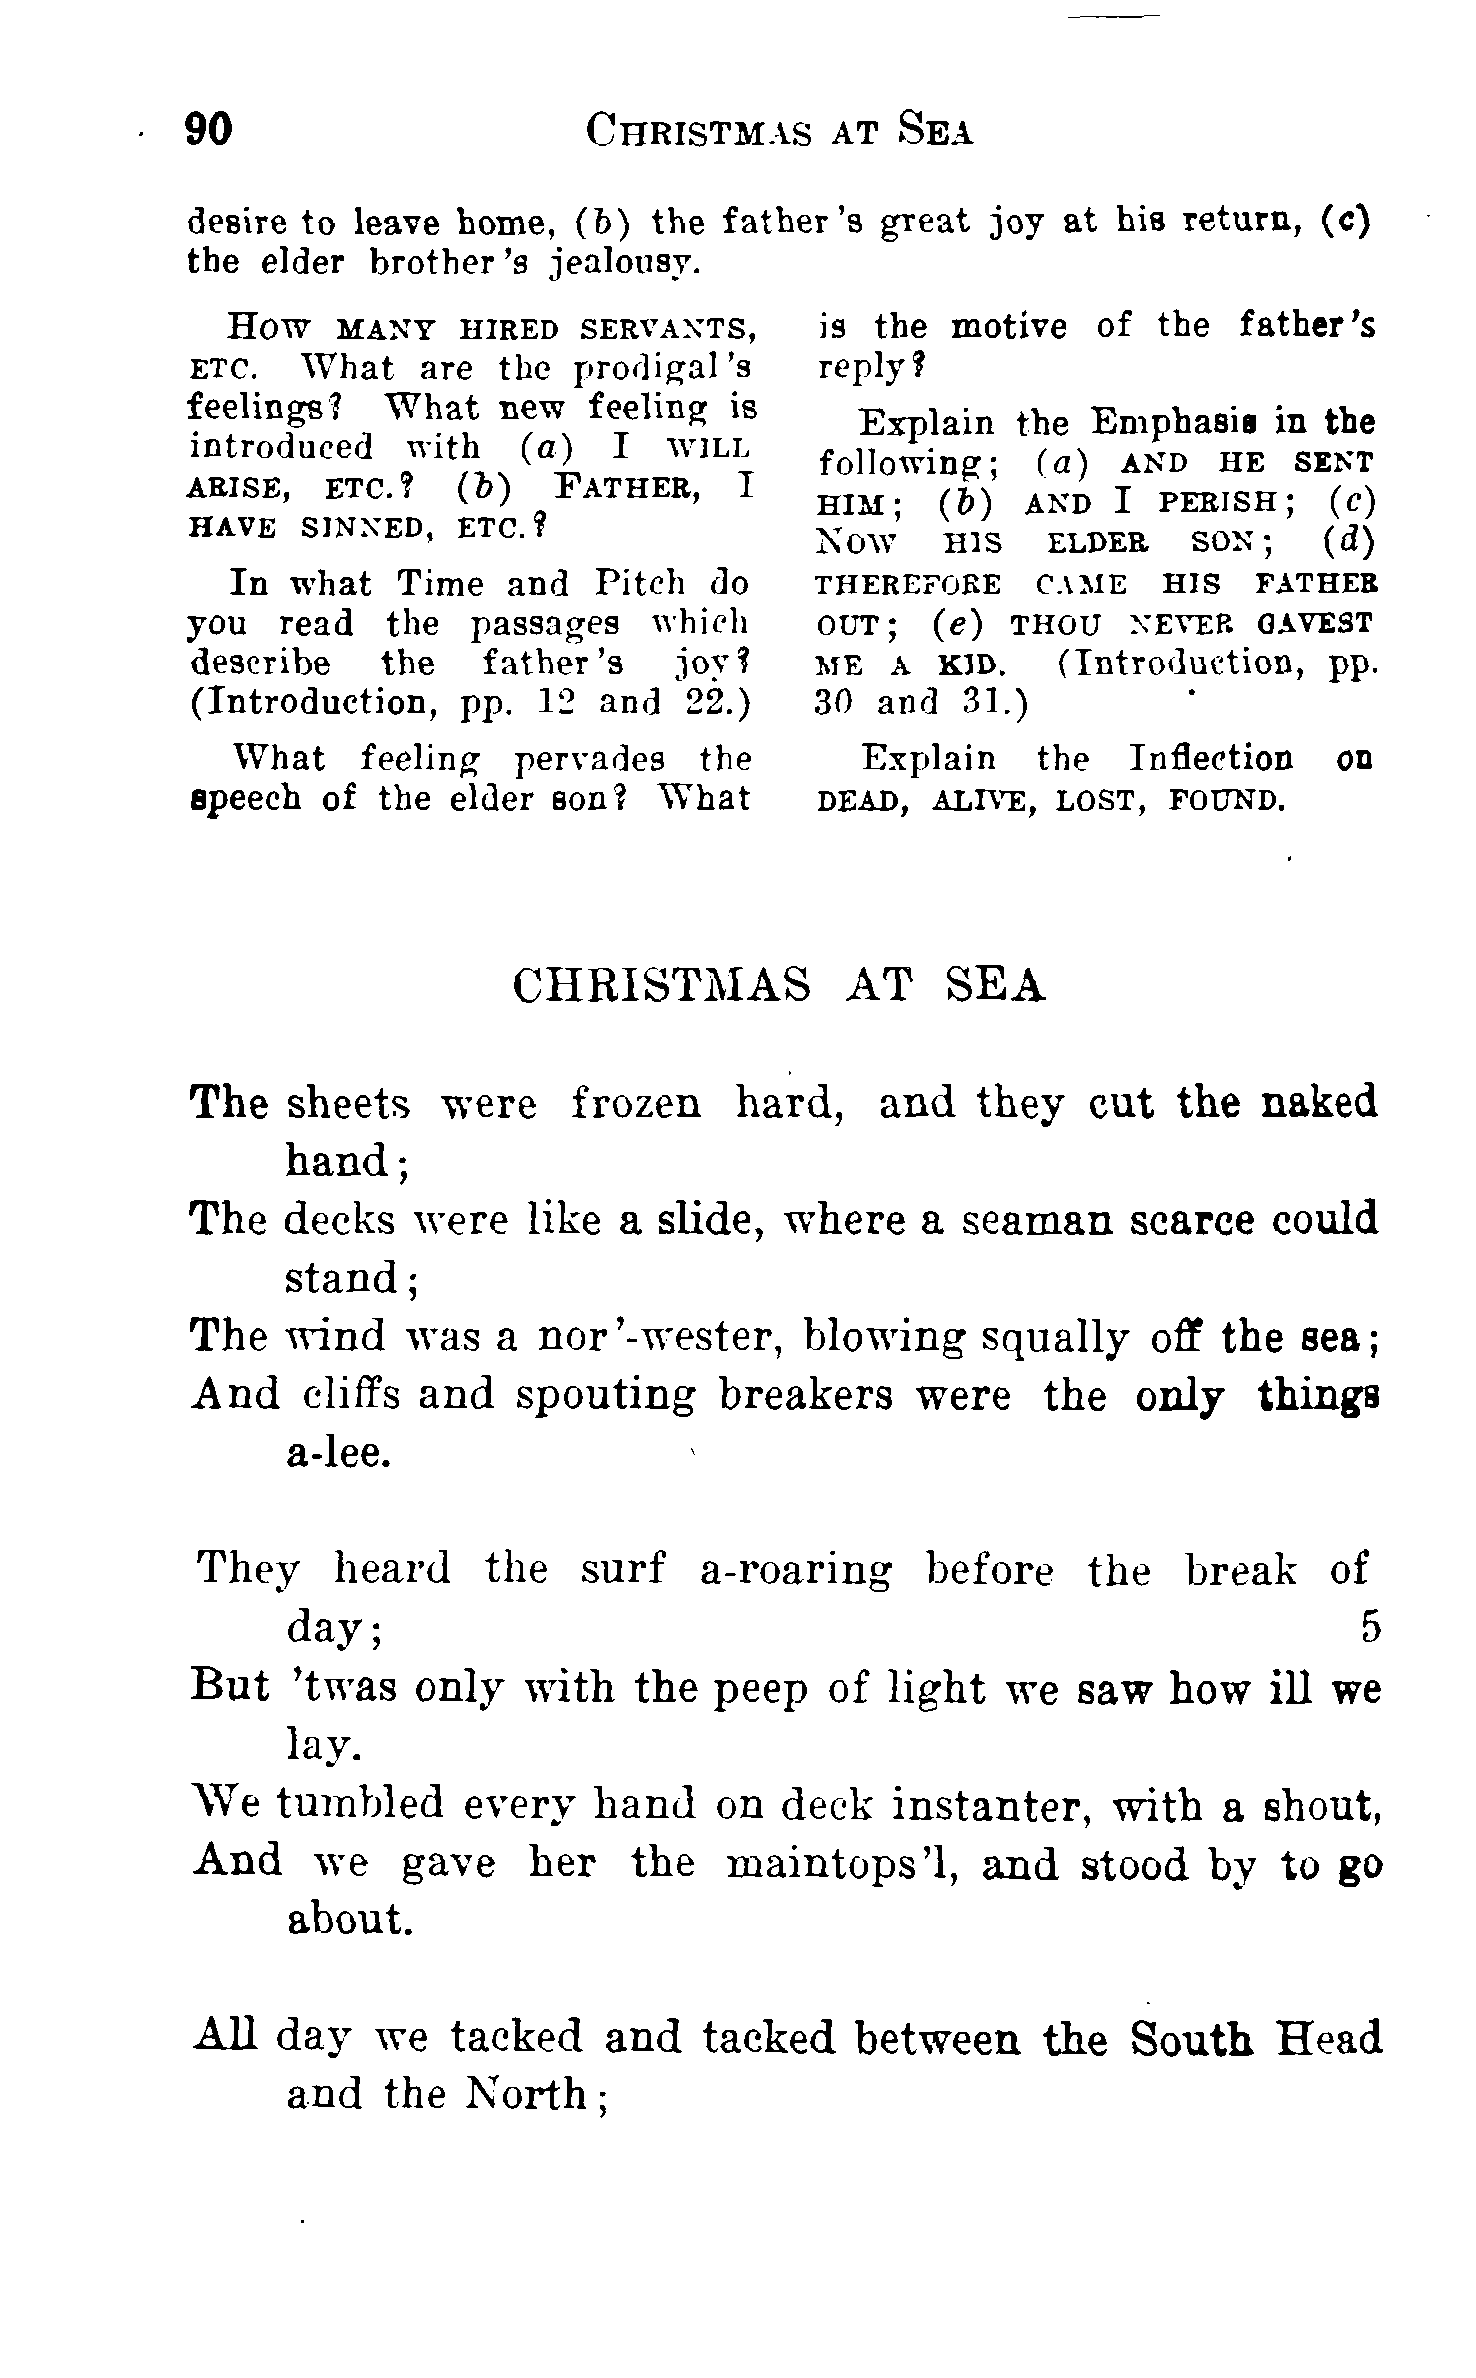 90 CHRISTMAS AT SEA
desire to leave home, (b) the father's great joy at his return, (c)
the elder brother's jealousy.
HOW MANY HIRED SERVANTS,
ETC. What are the prodigal's
feelings? What new feeling is
introduced with (a) I WILL
ARISE, ETC.? (b) FATHER, I
HAVE SINNED, ETC.?
In what Time and Pitch do
you read the passages which
describe the father's joy?
(Introduction, pp. 12 and 22.)
What feeling pervades the
speech of the elder son? What
is the motive of the father's
reply?
Explain the Emphasis in the
following; (a) AND HE SENT
HIM; (b) AND I PERISH; (c)
NOW HIS ELDER SON; (d)
THEREFORE CAME HIS FATHER
OUT; (e) THOU NEVER GAVEST
ME A KID. (Introduction, pp.
30 and 31.)
Explain the Inflection on
DEAD, ALIVE, LOST, FOUND.
CHRISTMAS AT SEA
The sheets were frozen hard, and they cut the naked
hand;
The decks were like a slide, where a seaman scarce could
stand;
The wind was a nor'-wester, blowing squally off the sea;
And cliffs and spouting breakers were the only things
a-lee.
They heard the surf a-roaring before the break of
day; 5
But 'twas only with the peep of light we saw how ill we
lay.
We tumbled every hand on deck instanter, with a shout,
And we gave her the maintops'l, and stood by to go
about.
All day we tacked and tacked between the South Head
and the North;